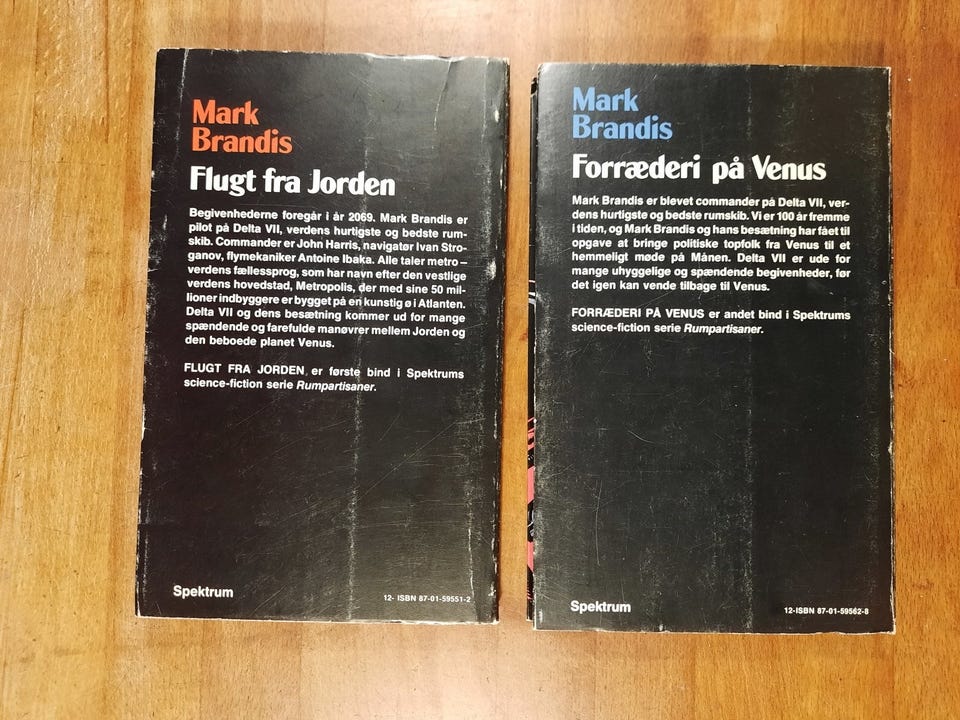 Mark
Brandis
Flugt fra Jorden
Begivenhederne foregår i år 2069. Mark Brandis er
pilot på Delta VII, verdens hurtigste og bedste rum-
skib. Commander er John Harris, navigatør Ivan Stro-
ganov, flymekaniker Antoine Ibaka. Alle taler metro –
verdens fællessprog, som har navn efter den vestlige
verdens hovedstad, Metropolis, der med sine 50 mil-
lioner indbyggere er bygget på en kunstig ø i Atlanten.
Delta VII og dens besætning kommer ud for mange
spændende og farefulde manøvrer mellem Jorden og
den beboede planet Venus.
FLUGT FRA JORDEN er første bind i Spektrums
science-fiction serie Rumpartisaner.
Spektrum
12- ISBN 87-01-59551-2
Mark
Brandis
Forræderi på Venus
Mark Brandis er blevet commander på Delta VII, ver-
dens hurtigste og bedste rumskib. Vi er 100 år fremme
i tiden, og Mark Brandis og hans besætning har fået til
opgave at bringe politiske topfolk fra Venus til et
hemmeligt møde på Månen. Delta VII er ude for
mange uhyggelige og spændende begivenheder, før
det igen kan vende tilbage til Venus.
FORRÆDERI PÅ VENUS er andet bind i Spektrums
science-fiction serie Rumpartisaner.
Spektrum
12- ISBN 87-01-59562-8